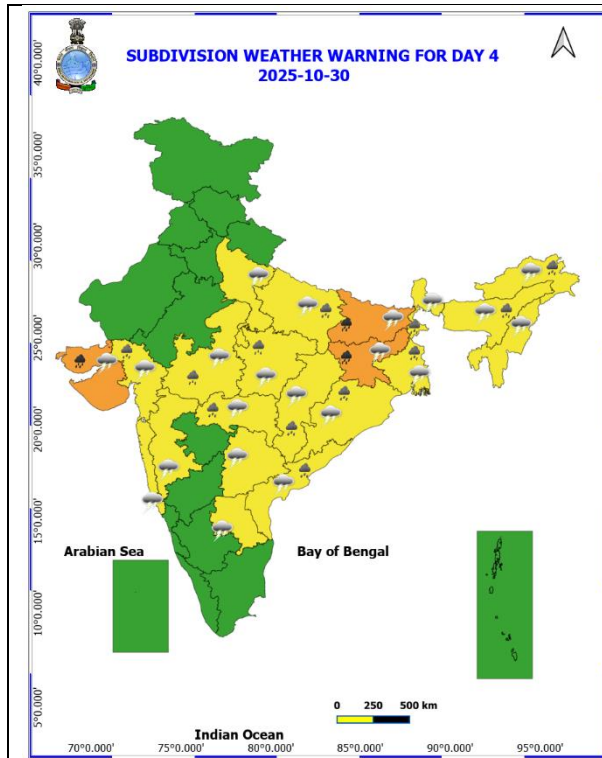 SUBDIVISION WEATHER WARNING FOR DAY 4
2025-10-30
40°0.000'
35°0.000'
30°0.000'
25°0.000'
20°0.000'
15°0.000'
10°0.000'
5°0.000'
Arabian Sea
Bay of Bengal
0 250 500 km
Indian Ocean
70°0.000' 75°0.000' 80°0.000' 85°0.000' 90°0.000' 95°0.000'